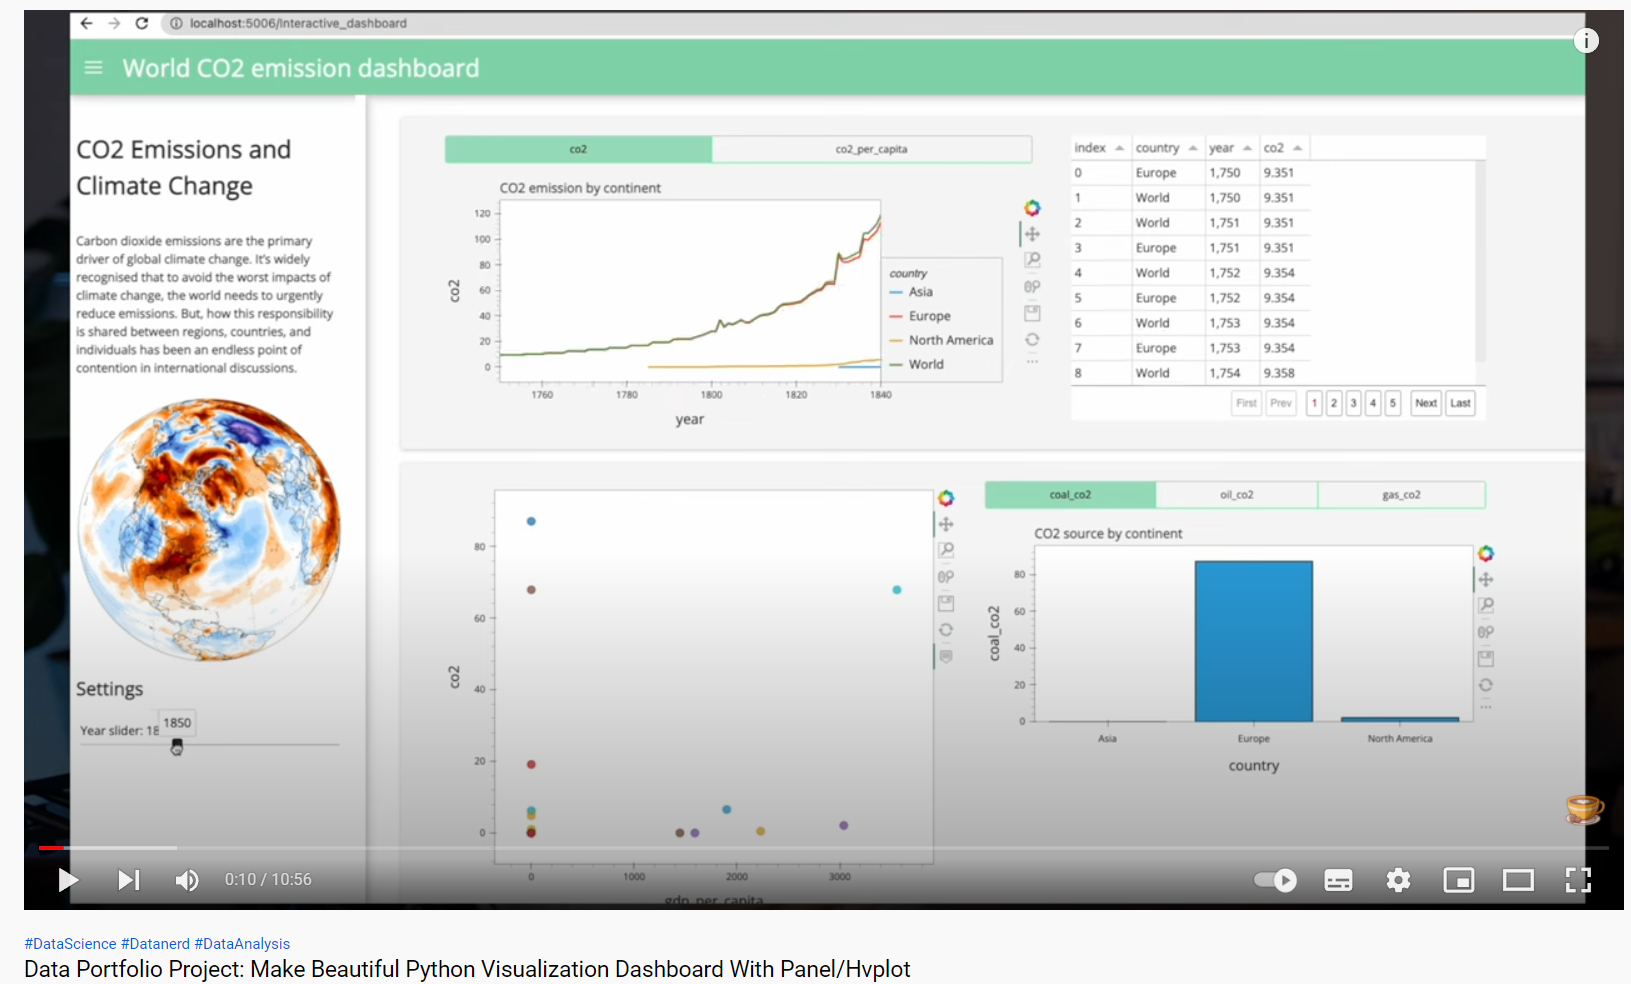 localhost:5006/Interactive_dashboard
World CO2 emission dashboard
CO2 Emissions and
Climate Change
Carbon dioxide emissions are the primary
driver of global climate change. It's widely
recognised that to avoid the worst impacts of
climate change, the world needs to urgently
reduce emissions. But, how this responsibility
is shared between regions, countries, and
individuals has been an endless point of
contention in international discussions.
Settings
1850
Year slider: 18
co2 co2_per_capita
CO2 emission by continent
120
100
80
60
40
20
0
co2
1760 1780 1800 1820 1840
year
country
Asia
Europe
North America
World
index country year co2
0 Europe 1,750 9.351
1 World 1,750 9.351
2 World 1,751 9.351
3 Europe 1,751 9.351
4 World 1,752 9.354
5 Europe 1,752 9.354
6 World 1,753 9.354
7 Europe 1,753 9.354
8 World 1,754 9.358
First Prev 1 2 3 4 5 Next Last
80
60
40
20
0
co2
0 1000 2000 3000
gdp_per_capita
coal_co2 oil_co2 gas_co2
CO2 source by continent
80
60
40
20
0
coal_co2
Asia Europe North America
country
0:10 / 10:56
#DataScience #Datanerd #DataAnalysis
Data Portfolio Project: Make Beautiful Python Visualization Dashboard With Panel/Hvplot